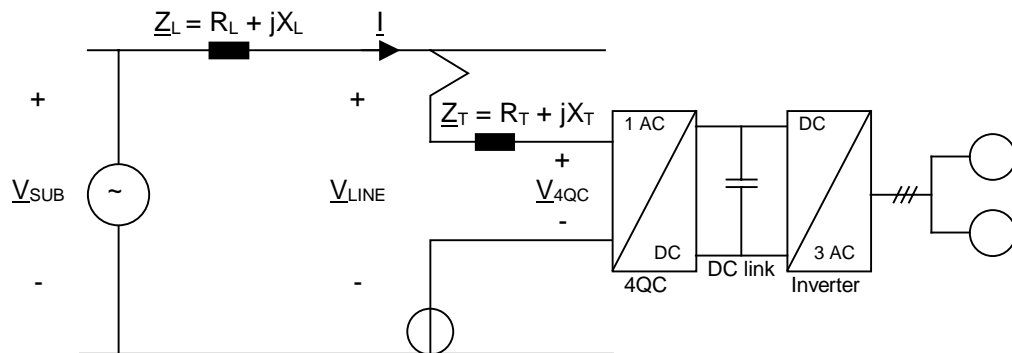 Z_L = R_L + jX_L
I
+
+
Z_T = R_T + jX_T
1 AC
DC
+
V_SUB
~
V_LINE
V_4QC
-
DC
DC link
3 AC
4QC
Inverter
-
-